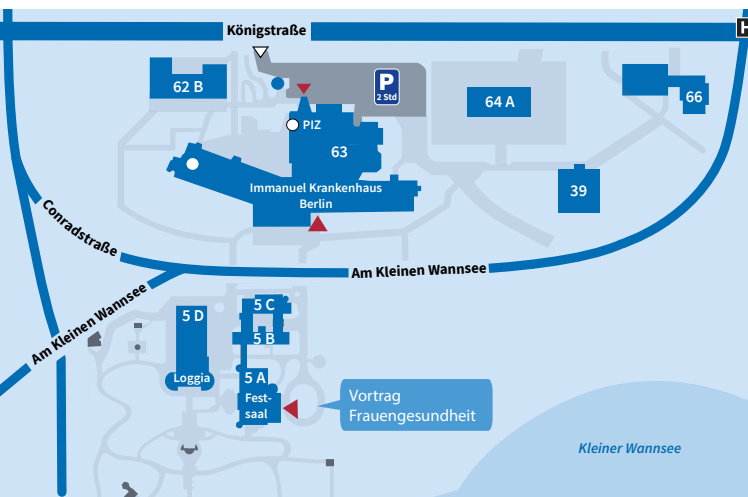 Königstraße
H
62 B
P
2 Std
64 A
66
PIZ
63
39
Immanuel Krankenhaus
Berlin
Conradstraße
Am Kleinen Wannsee
Am Kleinen Wannsee
5 C
5 D
5 B
Loggia
5 A
Fest-
saal
Vortrag
Frauengesundheit
Kleiner Wannsee